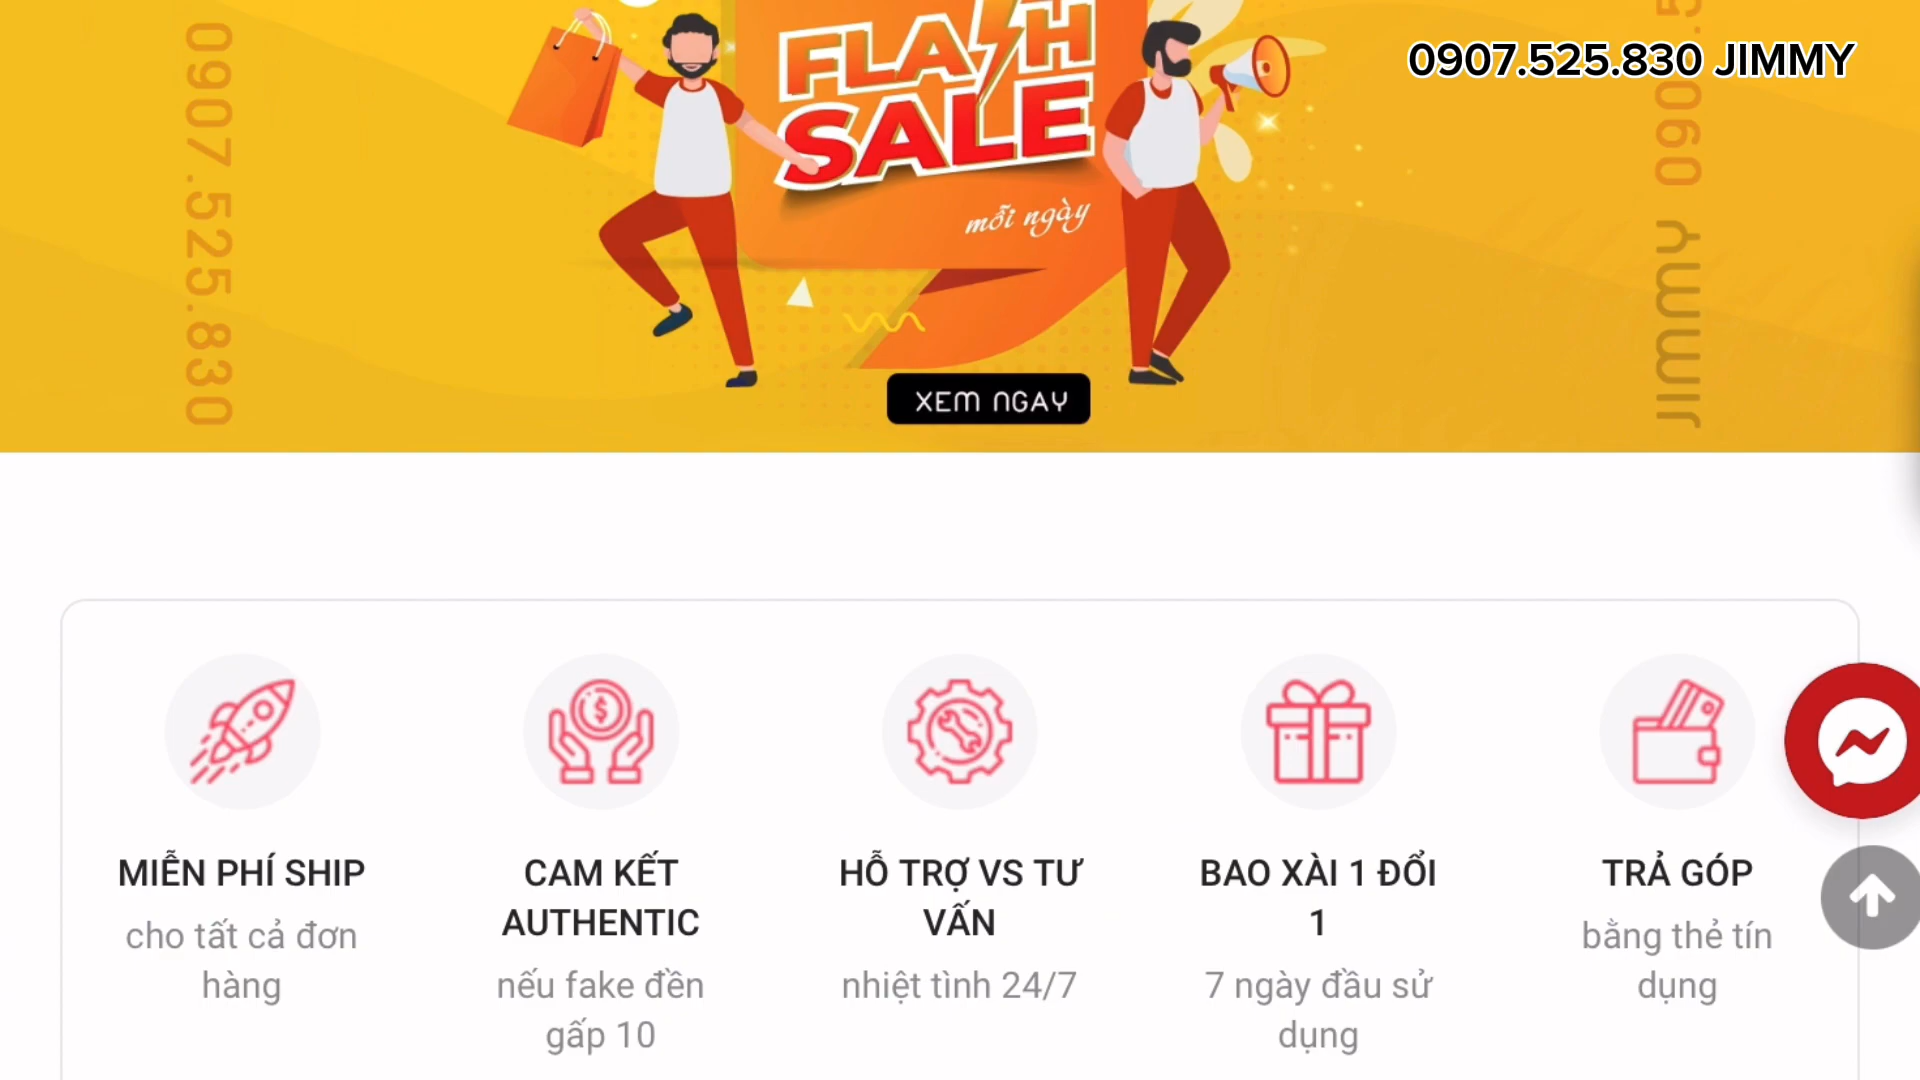 0907.525.830 JIMMY
FLASH
SALE
mỗi ngày
XEM NGAY
0907.525.830
JIMMY 090
MIỄN PHÍ SHIP
cho tất cả đơn
hàng
CAM KẾT
AUTHENTIC
nếu fake đền
gấp 10
HỖ TRỢ VS TƯ
VẤN
nhiệt tình 24/7
BAO XÀI 1 ĐỔI
1
7 ngày đầu sử
dụng
TRẢ GÓP
bằng thẻ tín
dụng